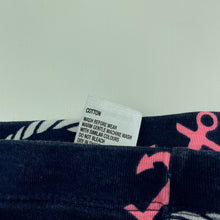 COTTON
WASH BEFORE WEAR
WARM GENTLE MACHINE WASH
WITH SIMILAR COLOURS
DO NOT BLEACH